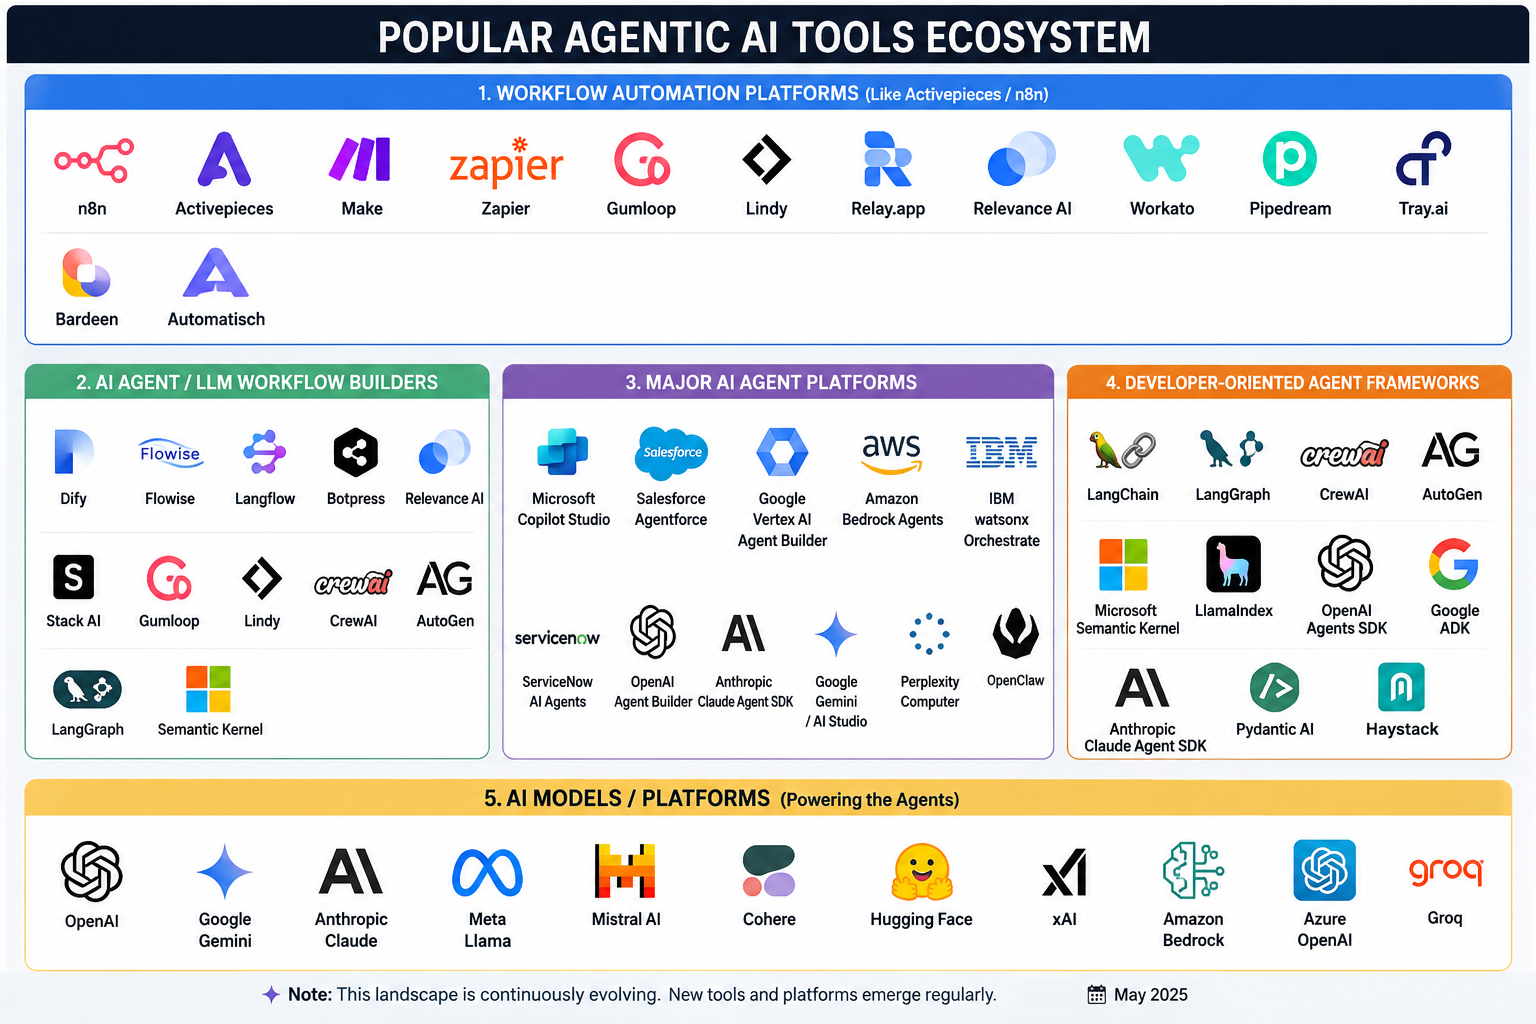 POPULAR AGENTIC AI TOOLS ECOSYSTEM
1. WORKFLOW AUTOMATION PLATFORMS (Like Activepieces / n8n)
zapier
n8n
Activepieces
Make
Zapier
Gumloop
Lindy
Relay.app
Relevance AI
Workato
Pipedream
Tray.ai
Bardeen
Automatisch
2. AI AGENT / LLM WORKFLOW BUILDERS
Flowise
Dify
Flowise
Langflow
Botpress
Relevance AI
S
crewai
AG
Stack AI
Gumloop
Lindy
CrewAI
AutoGen
LangGraph
Semantic Kernel
3. MAJOR AI AGENT PLATFORMS
Salesforce
aws
IBM
Microsoft
Copilot Studio
Salesforce
Agentforce
Google
Vertex AI
Agent Builder
Amazon
Bedrock Agents
IBM
watsonx
Orchestrate
servicenow
AI
ServiceNow
AI Agents
OpenAI
Agent Builder
Anthropic
Claude Agent SDK
Google
Gemini
/ AI Studio
Perplexity
Computer
OpenClaw
4. DEVELOPER-ORIENTED AGENT FRAMEWORKS
crewai
AG
LangChain
LangGraph
CrewAI
AutoGen
Microsoft
Semantic Kernel
LlamaIndex
OpenAI
Agents SDK
Google
ADK
AI
Anthropic
Claude Agent SDK
Pydantic AI
Haystack
5. AI MODELS / PLATFORMS (Powering the Agents)
AI
xAI
groq
OpenAI
Google
Gemini
Anthropic
Claude
Meta
Llama
Mistral AI
Cohere
Hugging Face
xAI
Amazon
Bedrock
Azure
OpenAI
Groq
Note: This landscape is continuously evolving. New tools and platforms emerge regularly.
May 2025